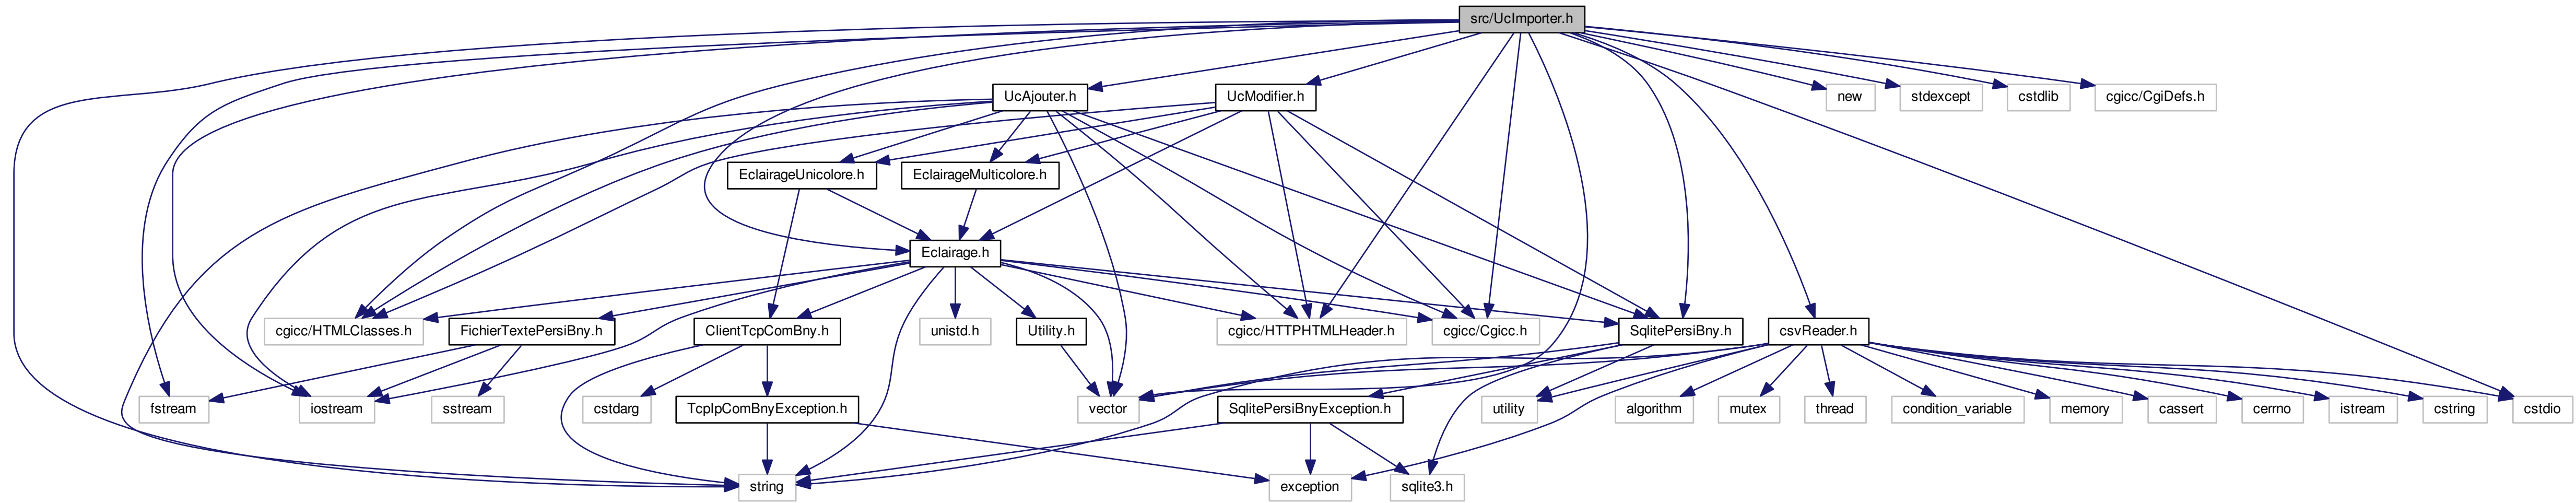 src/UcImporter.h
UcAjouter.h
UcModifier.h
new
stdexcept
cstdlib
cgicc/CgiDefs.h
EclairageUnicolore.h
EclairageMulticolore.h
Eclairage.h
cgicc/HTMLClasses.h
FichierTextePersiBny.h
ClientTcpComBny.h
unistd.h
Utility.h
cgicc/HTTPHTMLHeader.h
cgicc/Cgicc.h
SqlitePersiBny.h
csvReader.h
fstream
iostream
sstream
cstdarg
TcpIpComBnyException.h
vector
SqlitePersiBnyException.h
utility
algorithm
mutex
thread
condition_variable
memory
cassert
cerrno
istream
cstring
cstdio
string
exception
sqlite3.h